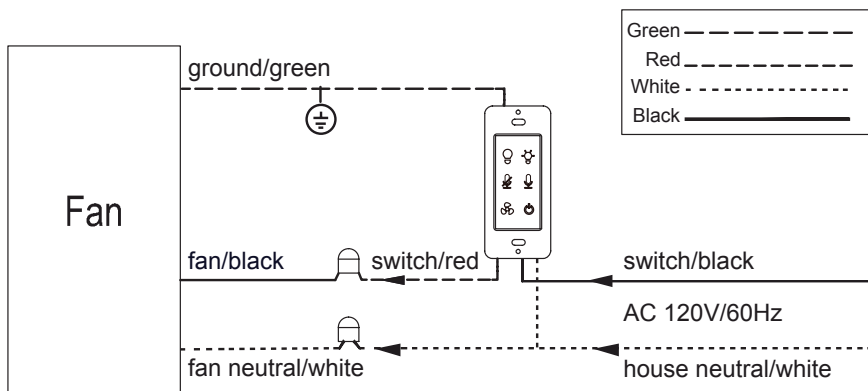 Green
Red
White
Black
ground/green
Fan
fan/black
switch/red
switch/black
AC 120V/60Hz
fan neutral/white
house neutral/white